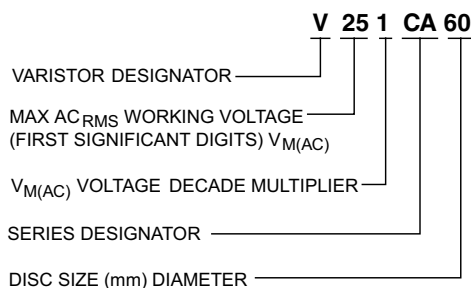 V 25 1 CA 60
VARISTOR DESIGNATOR
MAX AC RMS WORKING VOLTAGE
(FIRST SIGNIFICANT DIGITS) VM(AC)
VM(AC) VOLTAGE DECADE MULTIPLIER
SERIES DESIGNATOR
DISC SIZE (mm) DIAMETER